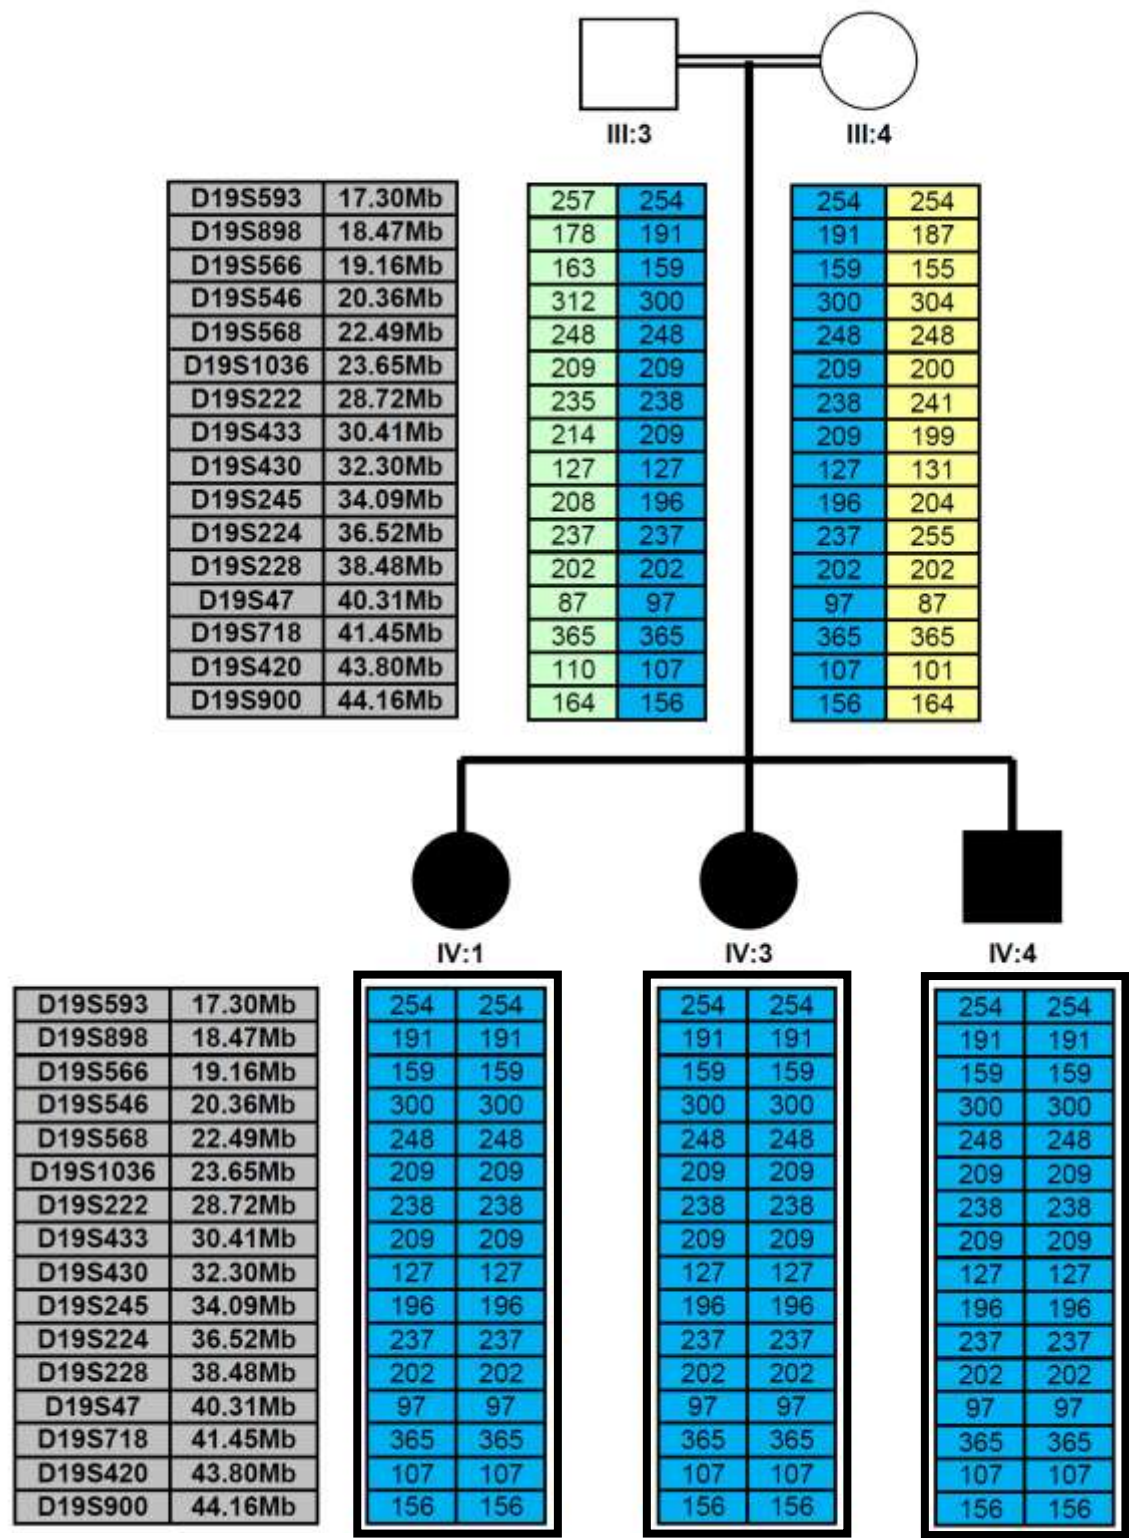 III:3 III:4
D19S593 17.30Mb 257 254 254 254
D19S898 18.47Mb 178 191 191 187
D19S566 19.16Mb 163 159 159 155
D19S546 20.36Mb 312 300 300 304
D19S568 22.49Mb 248 248 248 248
D19S1036 23.65Mb 209 209 209 200
D19S222 28.72Mb 235 238 238 241
D19S433 30.41Mb 214 209 209 199
D19S430 32.30Mb 127 127 127 131
D19S245 34.09Mb 208 196 196 204
D19S224 36.52Mb 237 237 237 255
D19S228 38.48Mb 202 202 202 202
D19S47 40.31Mb 87 97 97 87
D19S718 41.45Mb 365 365 365 365
D19S420 43.80Mb 110 107 107 101
D19S900 44.16Mb 164 156 156 164
IV:1 IV:3 IV:4
D19S593 17.30Mb 254 254 254 254 254 254
D19S898 18.47Mb 191 191 191 191 191 191
D19S566 19.16Mb 159 159 159 159 159 159
D19S546 20.36Mb 300 300 300 300 300 300
D19S568 22.49Mb 248 248 248 248 248 248
D19S1036 23.65Mb 209 209 209 209 209 209
D19S222 28.72Mb 238 238 238 238 238 238
D19S433 30.41Mb 209 209 209 209 209 209
D19S430 32.30Mb 127 127 127 127 127 127
D19S245 34.09Mb 196 196 196 196 196 196
D19S224 36.52Mb 237 237 237 237 237 237
D19S228 38.48Mb 202 202 202 202 202 202
D19S47 40.31Mb 97 97 97 97 97 97
D19S718 41.45Mb 365 365 365 365 365 365
D19S420 43.80Mb 107 107 107 107 107 107
D19S900 44.16Mb 156 156 156 156 156 156